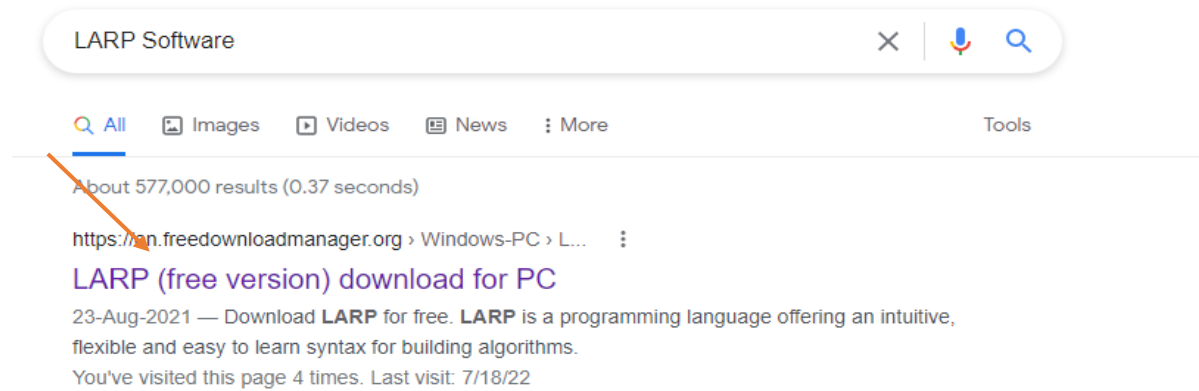 LARP Software
All Images Videos News More Tools
About 577,000 results (0.37 seconds)
https://en.freedownloadmanager.org › Windows-PC › L...
LARP (free version) download for PC
23-Aug-2021 — Download LARP for free. LARP is a programming language offering an intuitive,
flexible and easy to learn syntax for building algorithms.
You've visited this page 4 times. Last visit: 7/18/22